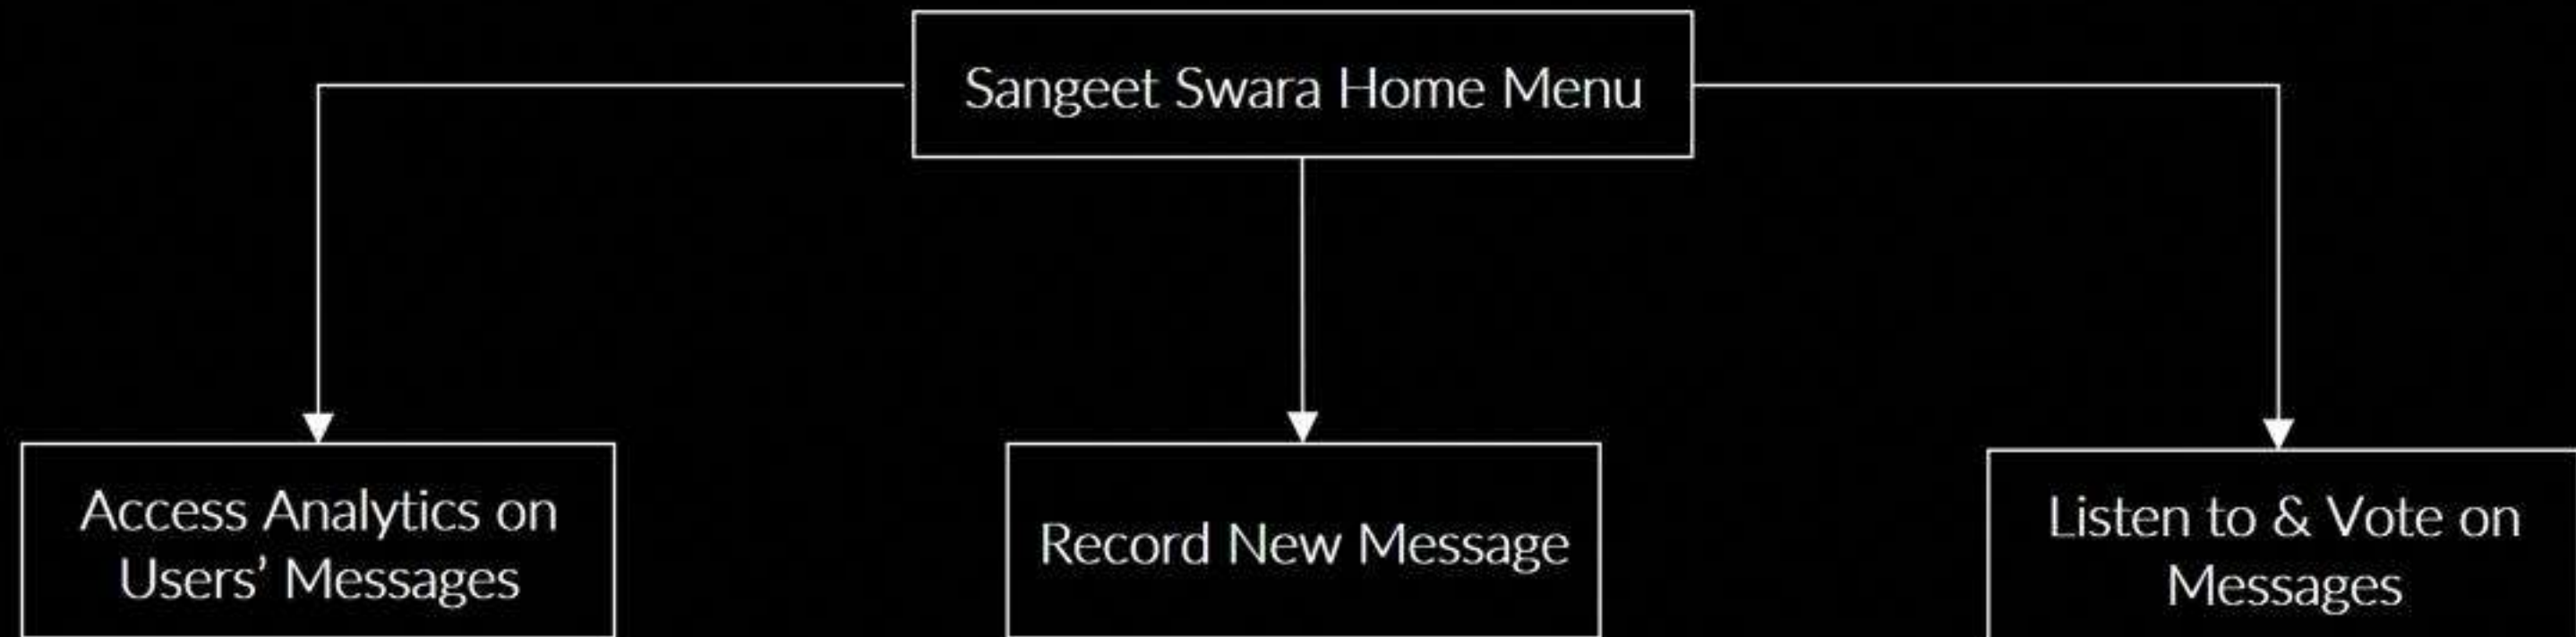 Sangeet Swara Home Menu
Access Analytics on
Users’ Messages
Record New Message
Listen to & Vote on
Messages